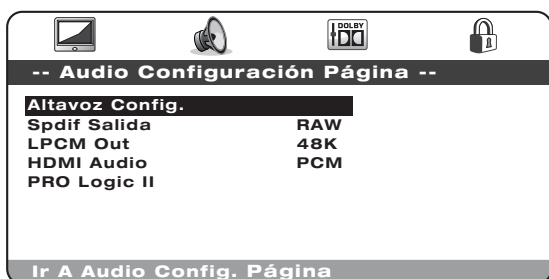 DOLBY
-- Audio Configuración Página --
Altavoz Config.
Spdif Salida RAW
LPCM Out 48K
HDMI Audio PCM
PRO Logic II
Ir A Audio Config. Página